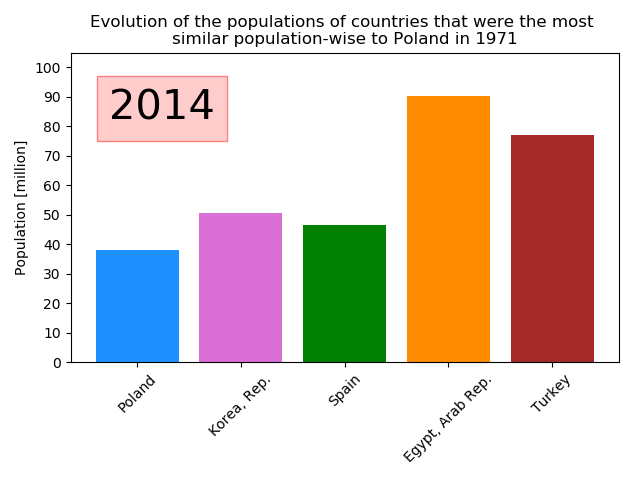 Evolution of the populations of countries that were the most
similar population-wise to Poland in 1971
2014
Population [million]
100
90
80
70
60
50
40
30
20
10
0
Poland
Korea, Rep.
Spain
Egypt, Arab Rep.
Turkey